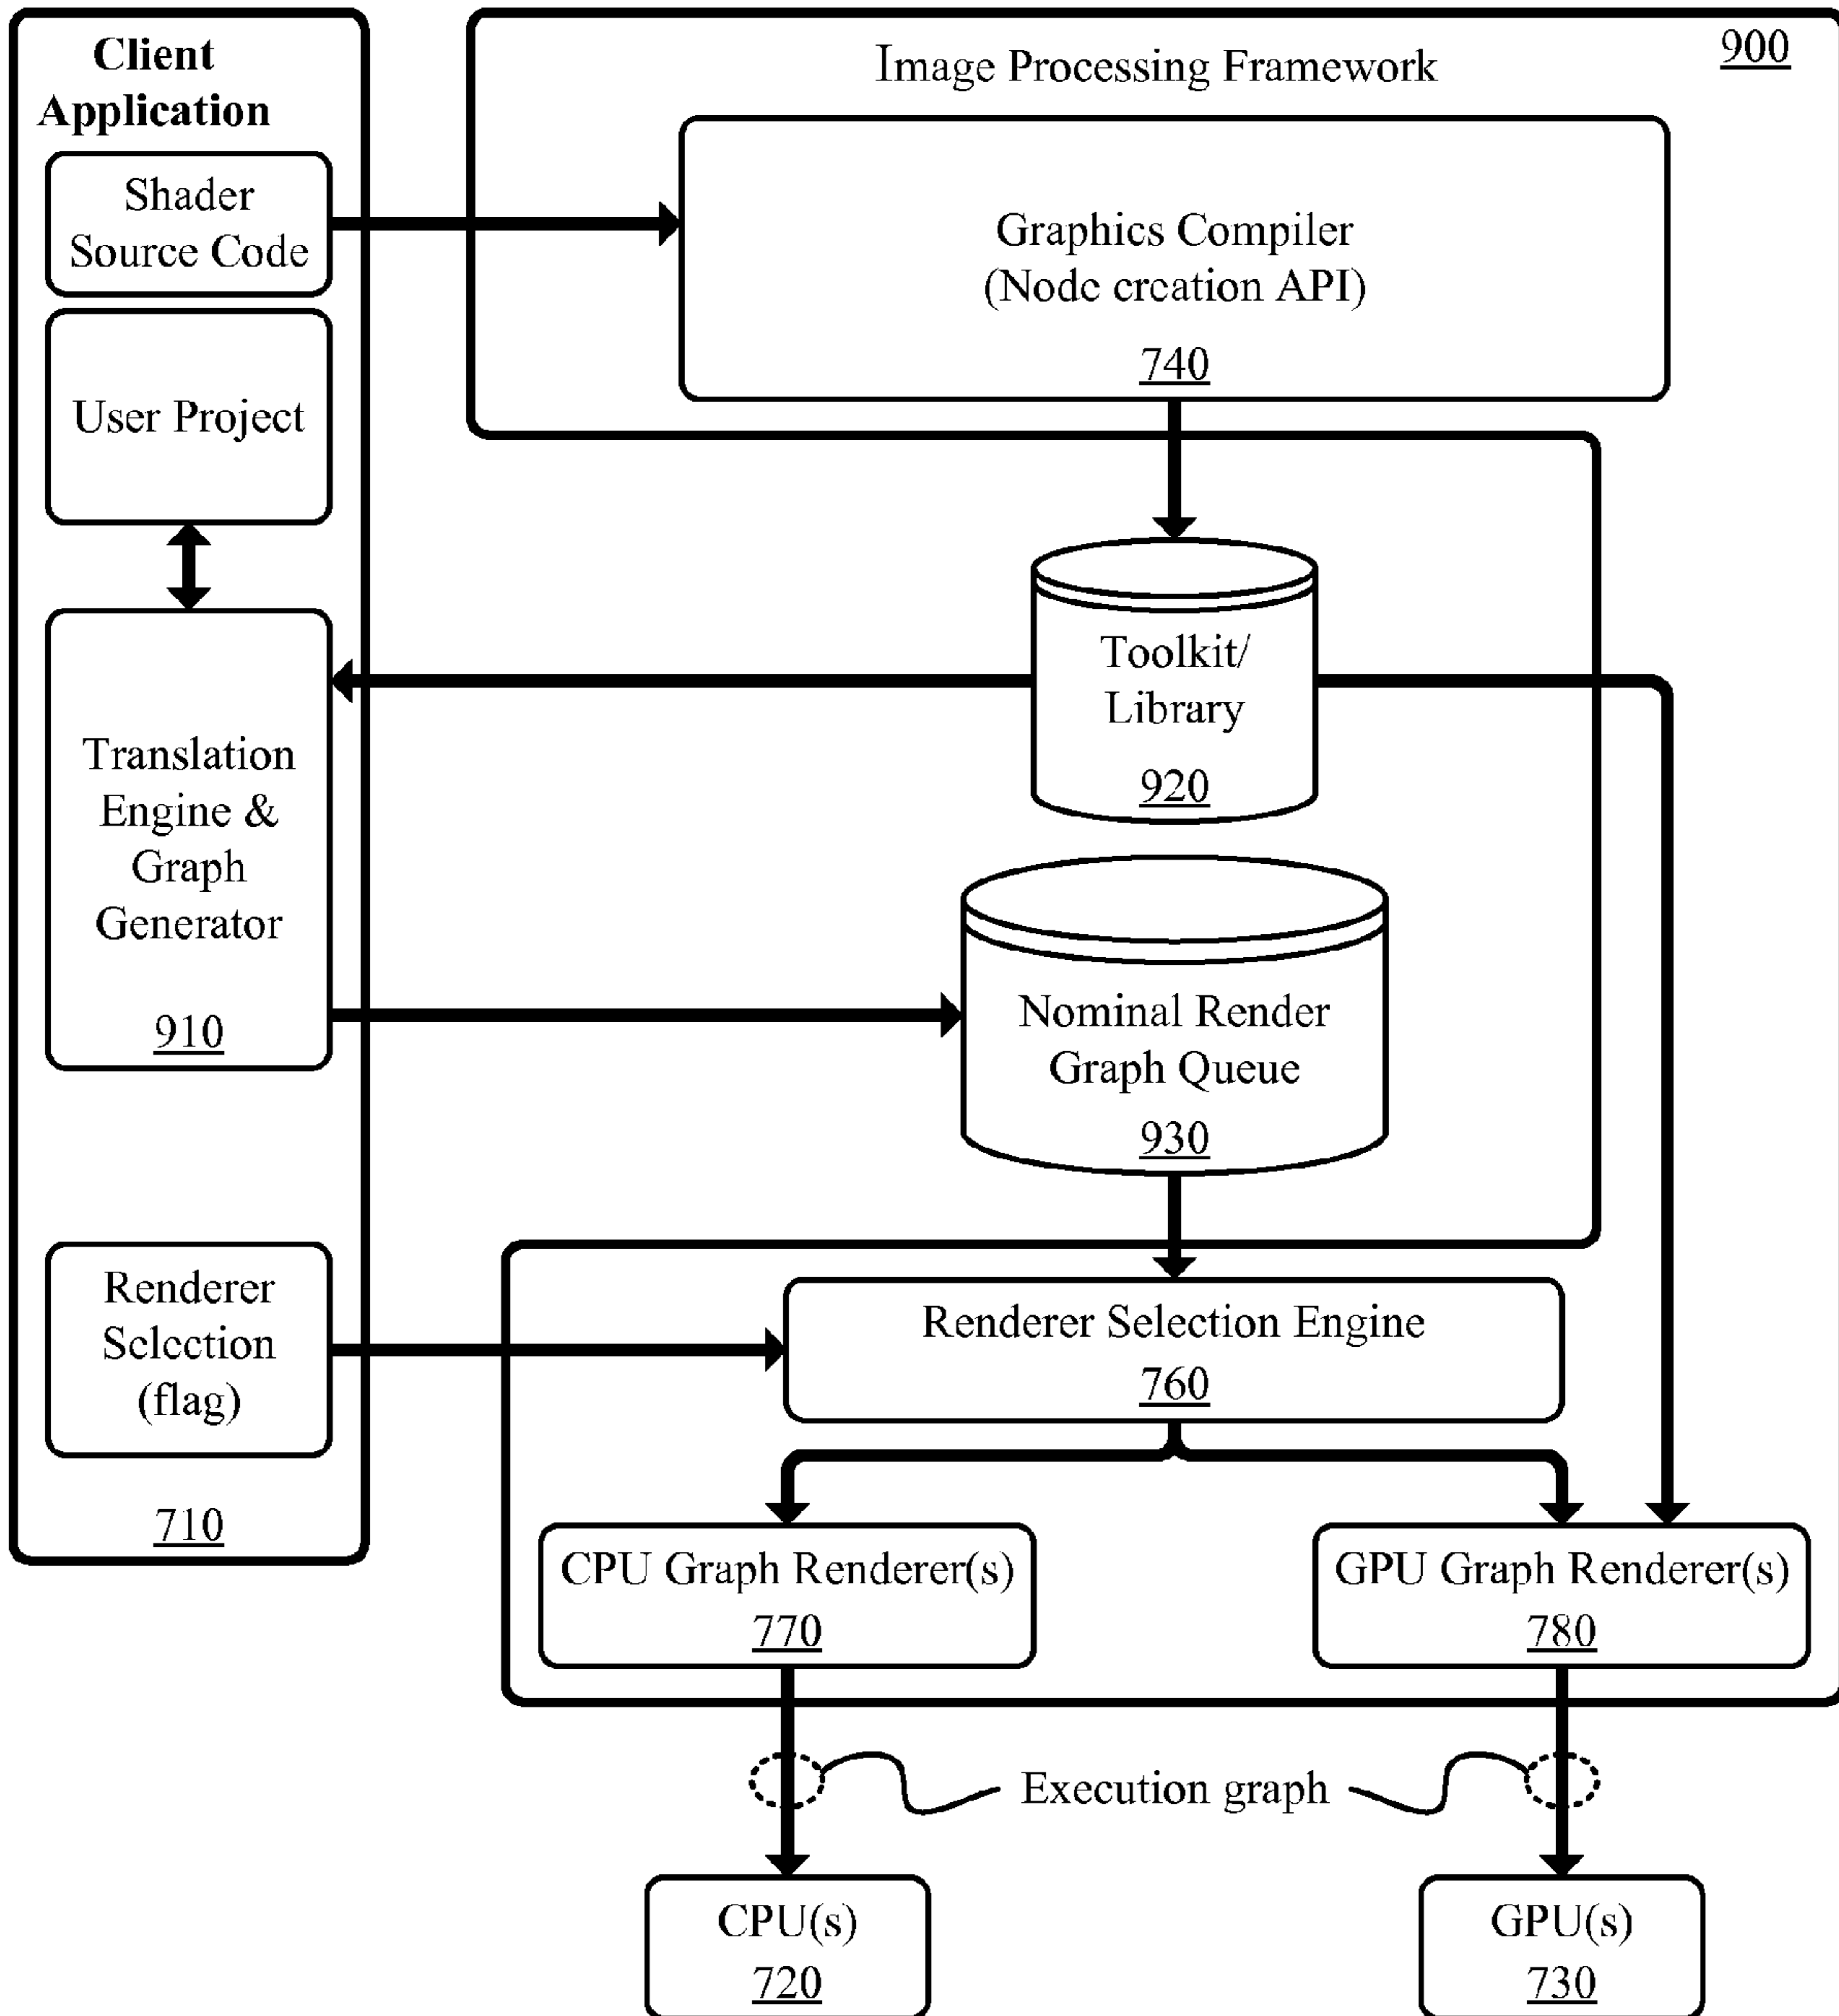 Client
Application
Shader
Source Code
User Project
Translation
Engine &
Graph
Generator
910
Renderer
Selection
(flag)
710
900
Image Processing Framework
Graphics Compiler
(Node creation API)
740
Toolkit/
Library
920
Nominal Render
Graph Queue
930
Renderer Selection Engine
760
CPU Graph Renderer(s)
770
GPU Graph Renderer(s)
780
Execution graph
CPU(s)
720
GPU(s)
730